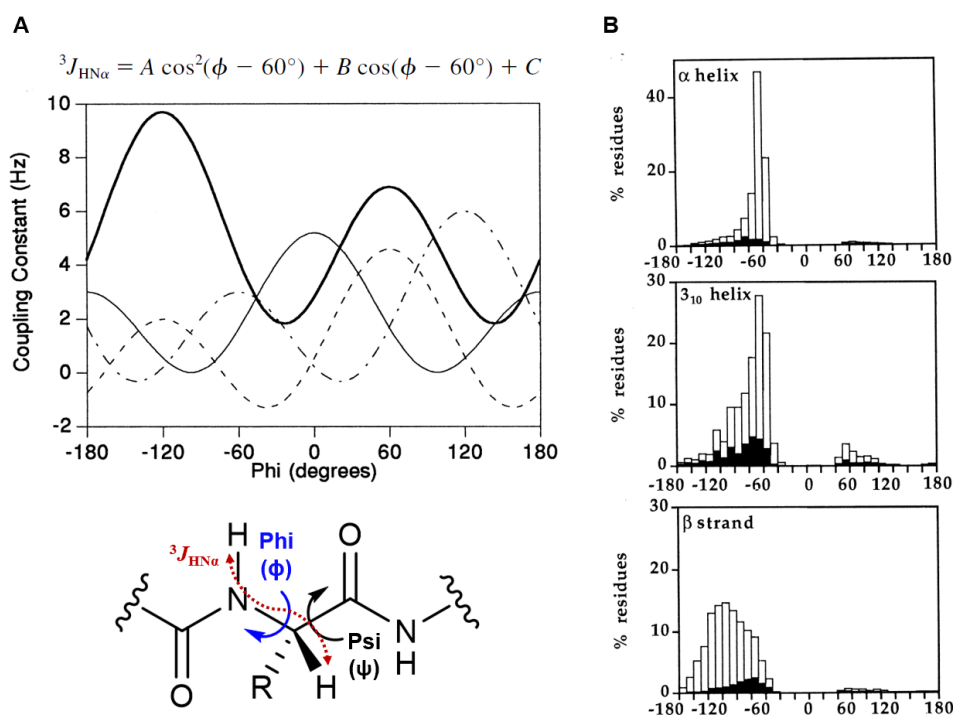 A
³J_HNα = A cos²(ϕ − 60°) + B cos(ϕ − 60°) + C
Coupling Constant (Hz)
10
8
6
4
2
0
-2
-180 -120 -60 0 60 120 180
Phi (degrees)
H
³J_HNα
Phi
(ϕ)
O
N
N
H
Psi
(ψ)
O
R
H
B
α helix
% residues
40
20
0
-180 -120 -60 0 60 120 180
3₁₀ helix
% residues
30
20
10
0
-180 -120 -60 0 60 120 180
β strand
% residues
30
20
10
0
-180 -120 -60 0 60 120 180